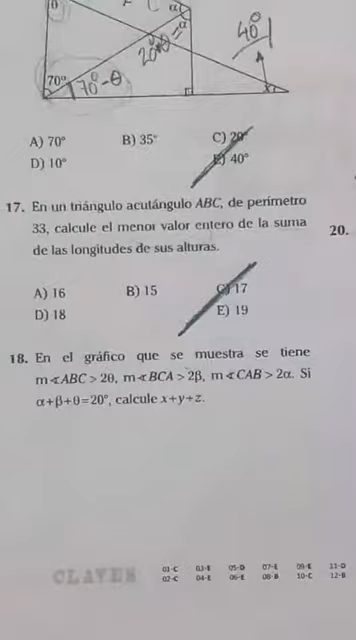 θ
α
70°
70°-θ
20°+θ=α
40°
x
A) 70° B) 35° C) 20°
D) 10° E) 40°
17. En un triángulo acutángulo ABC, de perímetro
33, calcule el menor valor entero de la suma
de las longitudes de sus alturas.
20.
A) 16 B) 15 C) 17
D) 18 E) 19
18. En el gráfico que se muestra se tiene
m∢ABC > 2θ, m∢BCA > 2β, m∢CAB > 2α. Si
α+β+θ=20°, calcule x+y+z.
CLAVES
01-C 03-E 05-D 07-E 09-E 11-D
02-C 04-E 06-E 08-B 10-C 12-B